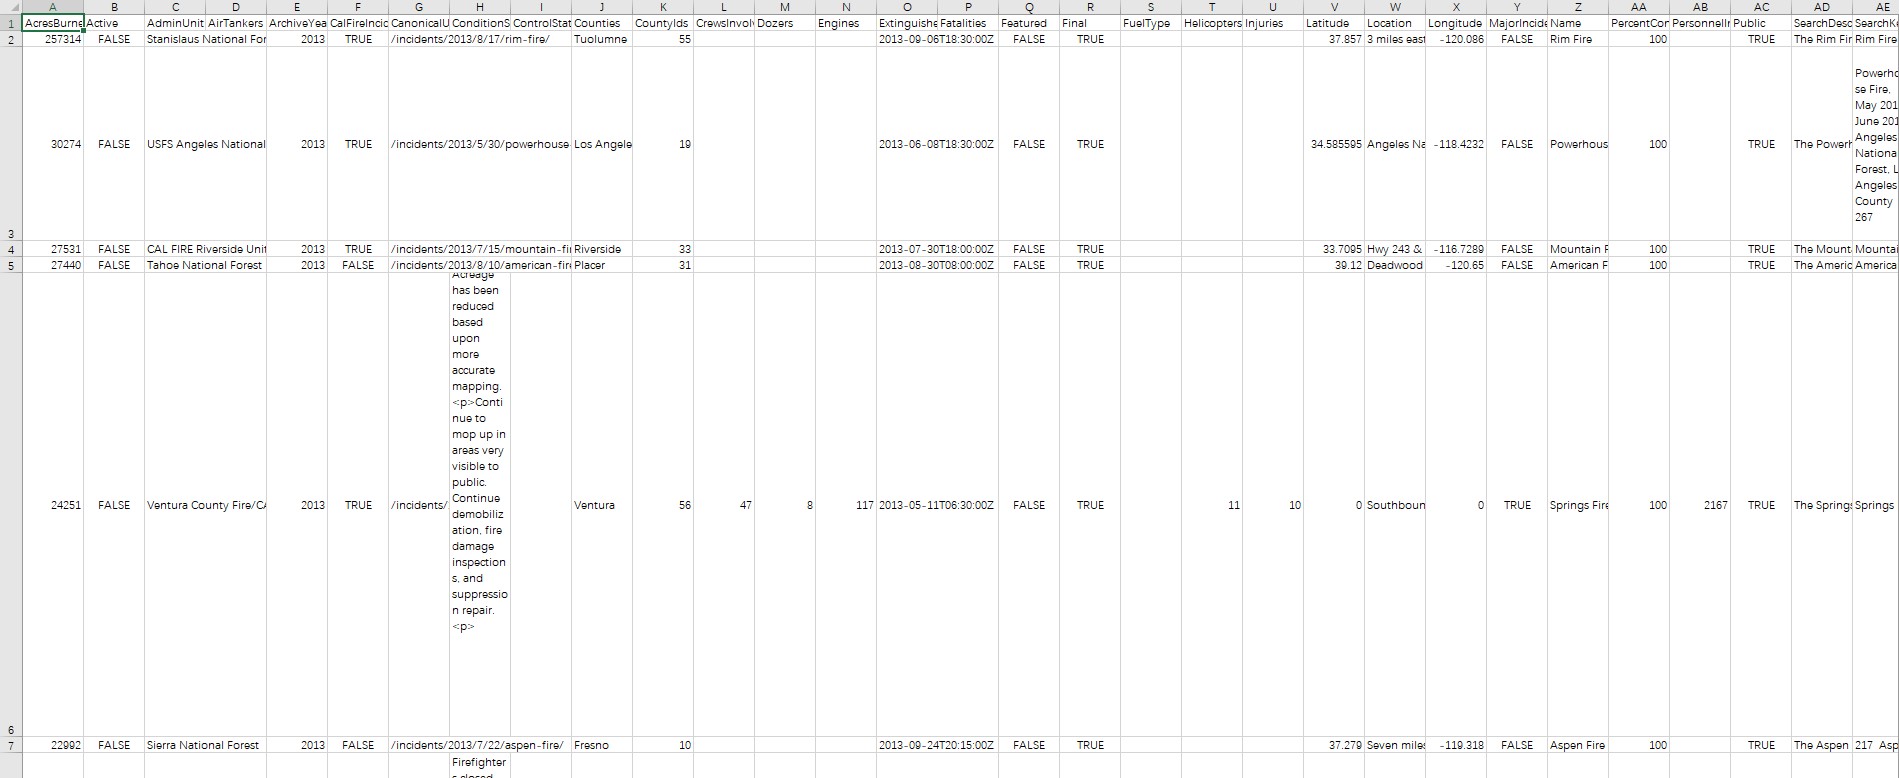 A B C D E F G H I J K L M N O P Q R S T U V W X Y Z AA AB AC AD AE
1 AcresBurne Active AdminUnit AirTankers ArchiveYea CalFireIncid CanonicalU ConditionS ControlStat Counties CountyIds CrewsInvolv Dozers Engines Extinguishe Fatalities Featured Final FuelType Helicopters Injuries Latitude Location Longitude MajorIncide Name PercentCor PersonnelIr Public SearchDesc SearchKe
2 257314 FALSE Stanislaus National For 2013 TRUE /incidents/2013/8/17/rim-fire/ Tuolumne 55 2013-09-06T18:30:00Z FALSE TRUE 37.857 3 miles east -120.086 FALSE Rim Fire 100 TRUE The Rim Fir Rim Fire
Powerho
se Fire,
May 201
June 201
Angeles
30274 FALSE USFS Angeles National 2013 TRUE /incidents/2013/5/30/powerhouse- Los Angele 19 2013-06-08T18:30:00Z FALSE TRUE 34.585595 Angeles Na -118.4232 FALSE Powerhous 100 TRUE The Powerh
Nationa
Forest, L
Angeles
County
267
3
4 27531 FALSE CAL FIRE Riverside Unit 2013 TRUE /incidents/2013/7/15/mountain-fir Riverside 33 2013-07-30T18:00:00Z FALSE TRUE 33.7095 Hwy 243 & -116.7289 FALSE Mountain F 100 TRUE The Mount Mountai
5 27440 FALSE Tahoe National Forest 2013 FALSE /incidents/2013/8/10/american-fire Placer 31 2013-08-30T08:00:00Z FALSE TRUE 39.12 Deadwood -120.65 FALSE American F 100 TRUE The Americ America
Acreage
has been
reduced
based
upon
more
accurate
mapping.
<p>Conti
nue to
mop up in
areas very
visible to
public.
Continue
24251 FALSE Ventura County Fire/CA 2013 TRUE /incidents/ Ventura 56 47 8 117 2013-05-11T06:30:00Z FALSE TRUE 11 10 0 Southboun 0 TRUE Springs Fire 100 2167 TRUE The Springs Springs
demobiliz
ation, fire
damage
inspection
s, and
suppressio
n repair.
<p>
6
7 22992 FALSE Sierra National Forest 2013 FALSE /incidents/2013/7/22/aspen-fire/ Fresno 10 2013-09-24T20:15:00Z FALSE TRUE 37.279 Seven miles -119.318 FALSE Aspen Fire 100 TRUE The Aspen 217 Asp
Firefighter
s closed